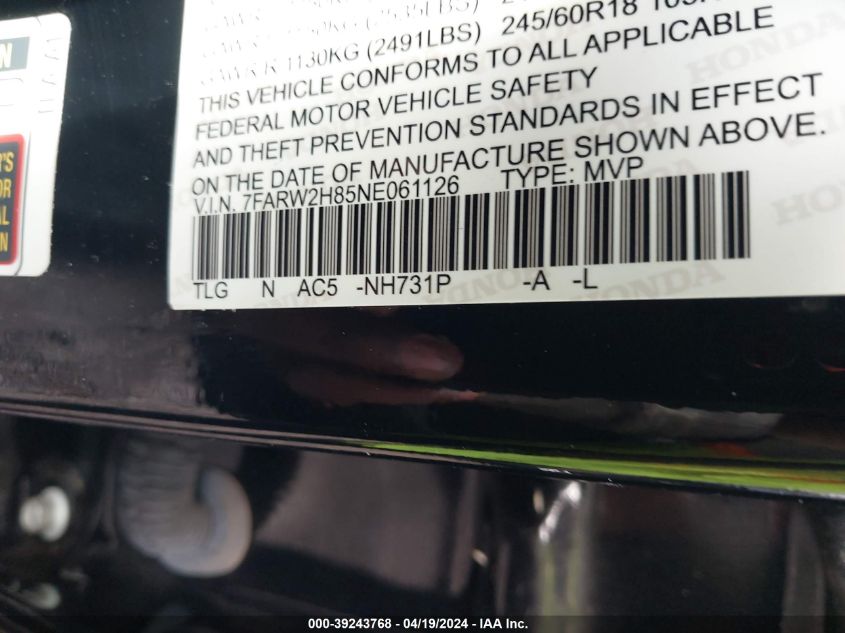 1130KG (2491LBS) 245/60R18
THIS VEHICLE CONFORMS TO ALL APPLICABLE
FEDERAL MOTOR VEHICLE SAFETY
AND THEFT PREVENTION STANDARDS IN EFFECT
ON THE DATE OF MANUFACTURE SHOWN ABOVE.
V.I.N. 7FARW2H85NE061126 TYPE: MVP
TLG N AC5 -NH731P -A -L
HONDA
000-39243768 - 04/19/2024 - IAA Inc.